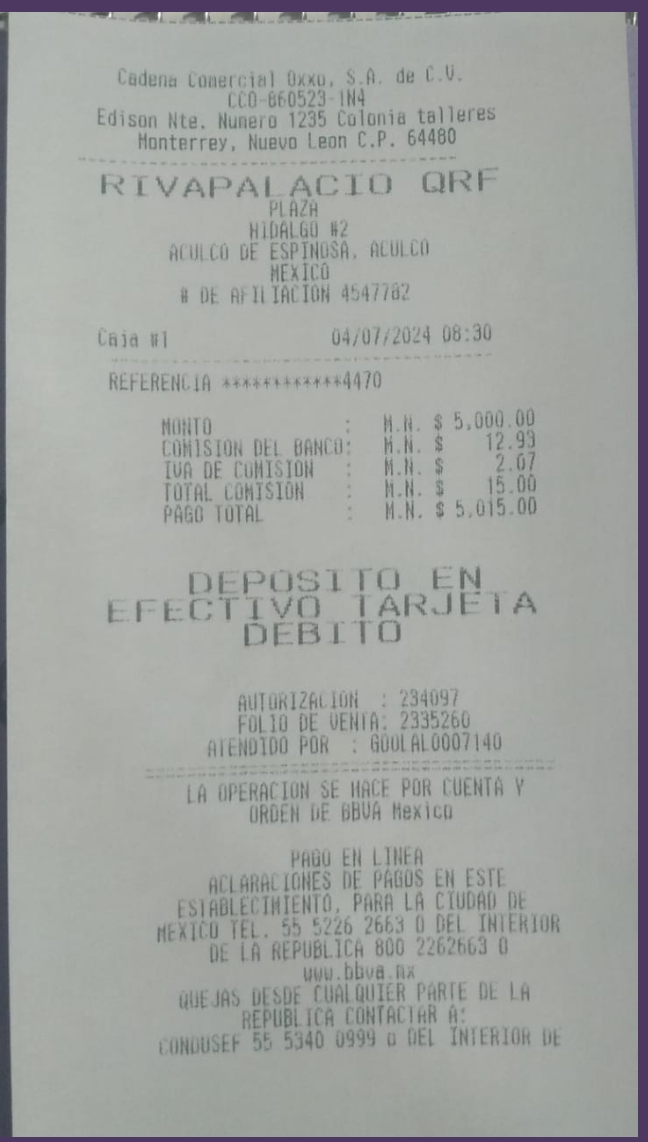 Cadena Comercial Oxxo, S.A. de C.V.
CCO-860523-1N4
Edison Nte. Numero 1235 Colonia talleres
Monterrey, Nuevo Leon C.P. 64480
RIVAPALACIO QRF
PLAZA
HIDALGO #2
ACULCO DE ESPINOSA, ACULCO
MEXICO
# DE AFILIACION 4547782
Caja #1 04/07/2024 08:30
REFERENCIA ************4470
MONTO : M.N. $ 5,000.00
COMISION DEL BANCO: M.N. $ 12.93
IVA DE COMISION : M.N. $ 2.07
TOTAL COMISION : M.N. $ 15.00
PAGO TOTAL : M.N. $ 5,015.00
DEPOSITO EN
EFECTIVO TARJETA
DEBITO
AUTORIZACION : 234097
FOLIO DE VENTA: 2335260
ATENDIDO POR : GOOLAL0007140
LA OPERACION SE HACE POR CUENTA Y
ORDEN DE BBVA Mexico
PAGO EN LINEA
ACLARACIONES DE PAGOS EN ESTE
ESTABLECIMIENTO, PARA LA CIUDAD DE
MEXICO TEL. 55 5226 2663 O DEL INTERIOR
DE LA REPUBLICA 800 2262663 O
www.bbva.mx
QUEJAS DESDE CUALQUIER PARTE DE LA
REPUBLICA CONTACTAR A:
CONDUSEF 55 5340 0999 o DEL INTERIOR DE